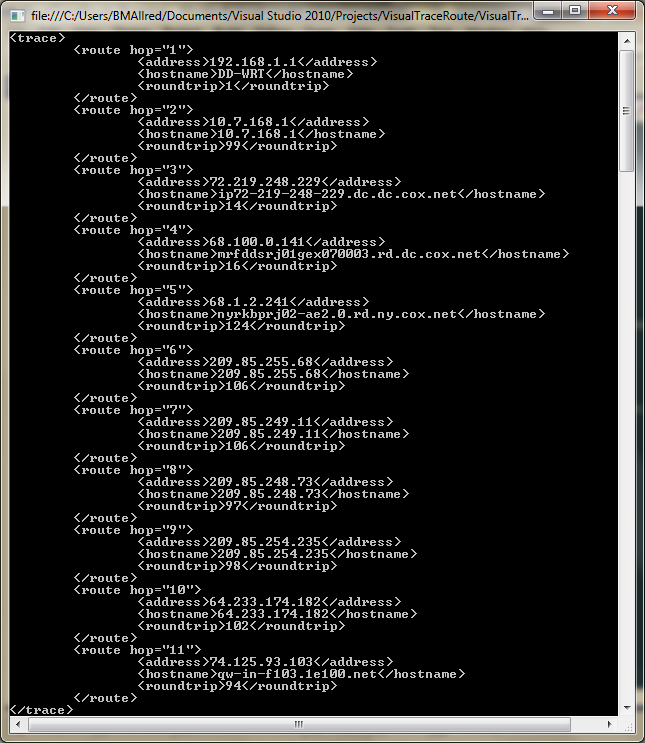 file:///C:/Users/BMAllred/Documents/Visual Studio 2010/Projects/VisualTraceRoute/VisualTr...
<trace>
<route hop="1">
<address>192.168.1.1</address>
<hostname>DD-WRT</hostname>
<roundtrip>1</roundtrip>
</route>
<route hop="2">
<address>10.7.168.1</address>
<hostname>10.7.168.1</hostname>
<roundtrip>99</roundtrip>
</route>
<route hop="3">
<address>72.219.248.229</address>
<hostname>ip72-219-248-229.dc.dc.cox.net</hostname>
<roundtrip>14</roundtrip>
</route>
<route hop="4">
<address>68.100.0.141</address>
<hostname>mrfddsrj01gex070003.rd.dc.cox.net</hostname>
<roundtrip>16</roundtrip>
</route>
<route hop="5">
<address>68.1.2.241</address>
<hostname>nyrkbprj02-ae2.0.rd.ny.cox.net</hostname>
<roundtrip>124</roundtrip>
</route>
<route hop="6">
<address>209.85.255.68</address>
<hostname>209.85.255.68</hostname>
<roundtrip>106</roundtrip>
</route>
<route hop="7">
<address>209.85.249.11</address>
<hostname>209.85.249.11</hostname>
<roundtrip>106</roundtrip>
</route>
<route hop="8">
<address>209.85.248.73</address>
<hostname>209.85.248.73</hostname>
<roundtrip>97</roundtrip>
</route>
<route hop="9">
<address>209.85.254.235</address>
<hostname>209.85.254.235</hostname>
<roundtrip>98</roundtrip>
</route>
<route hop="10">
<address>64.233.174.182</address>
<hostname>64.233.174.182</hostname>
<roundtrip>102</roundtrip>
</route>
<route hop="11">
<address>74.125.93.103</address>
<hostname>qw-in-f103.1e100.net</hostname>
<roundtrip>94</roundtrip>
</route>
</trace>